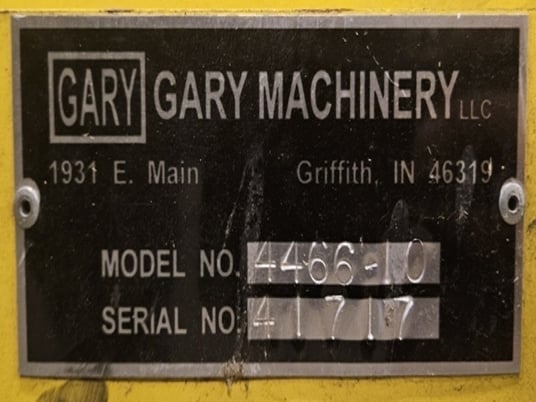 GARY GARY MACHINERY LLC
1931 E. Main Griffith, IN 46319
MODEL NO. 4466-10
SERIAL NO. 41717